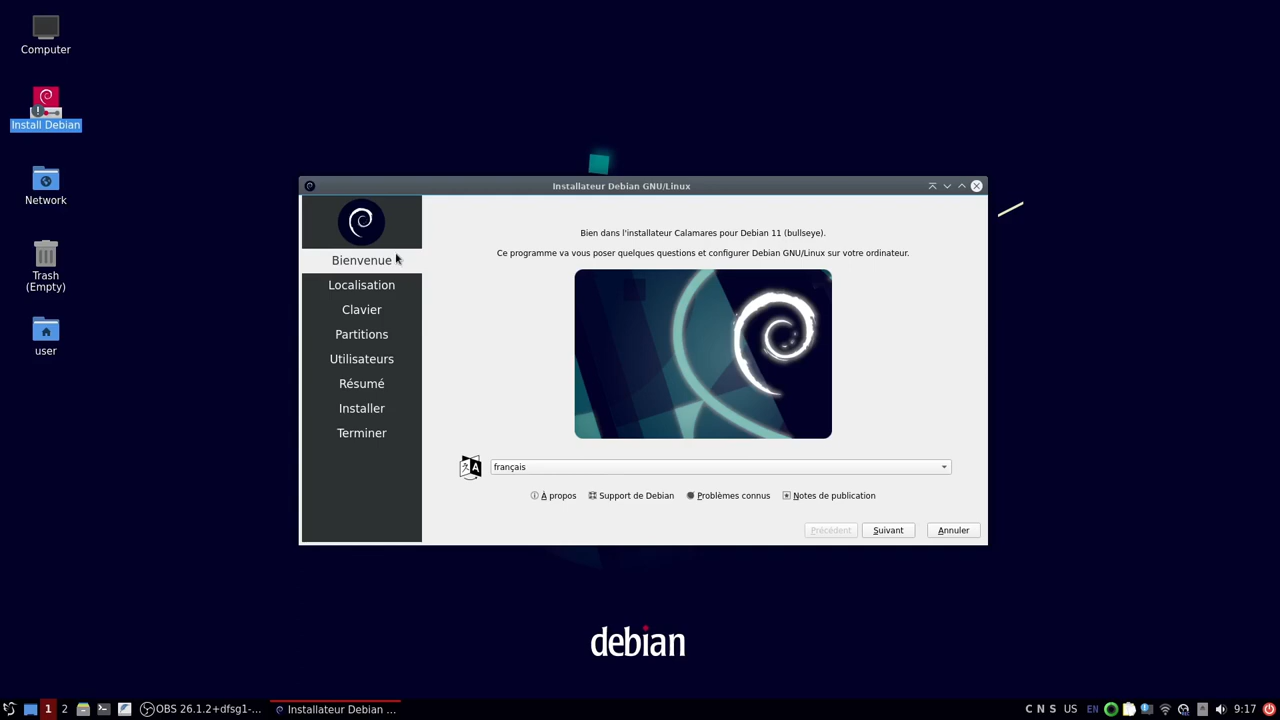 Computer
Install Debian
Network
Trash
(Empty)
user
Installateur Debian GNU/Linux
Bienvenue
Localisation
Clavier
Partitions
Utilisateurs
Résumé
Installer
Terminer
Bien dans l'installateur Calamares pour Debian 11 (bullseye).
Ce programme va vous poser quelques questions et configurer Debian GNU/Linux sur votre ordinateur.
français
À propos
Support de Debian
Problèmes connus
Notes de publication
Précédent
Suivant
Annuler
debian
1 2 OBS 26.1.2+dfsg1-... Installateur Debian ... C N S US EN 9:17